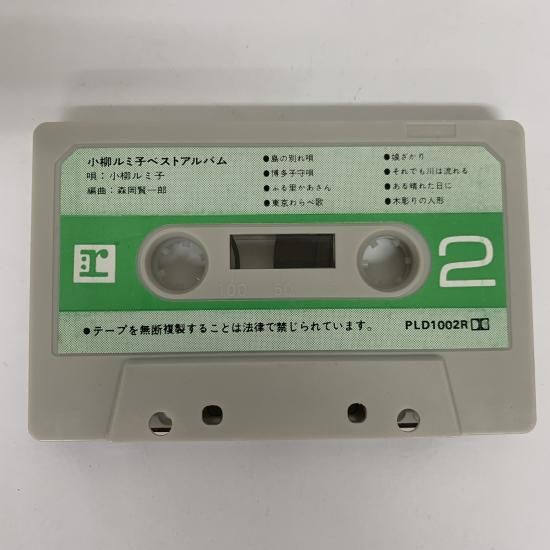 小柳ルミ子ベストアルバム
唄：小柳ルミ子
編曲：森岡賢一郎
●島の別れ唄
●博多子守唄
●ふる里かあさん
●東京わらべ歌
●娘ざかり
●それでも川は流れる
●ある晴れた日に
●木彫りの人形
:r
2
100 50
●テープを無断複製することは法律で禁じられています。
PLD1002R